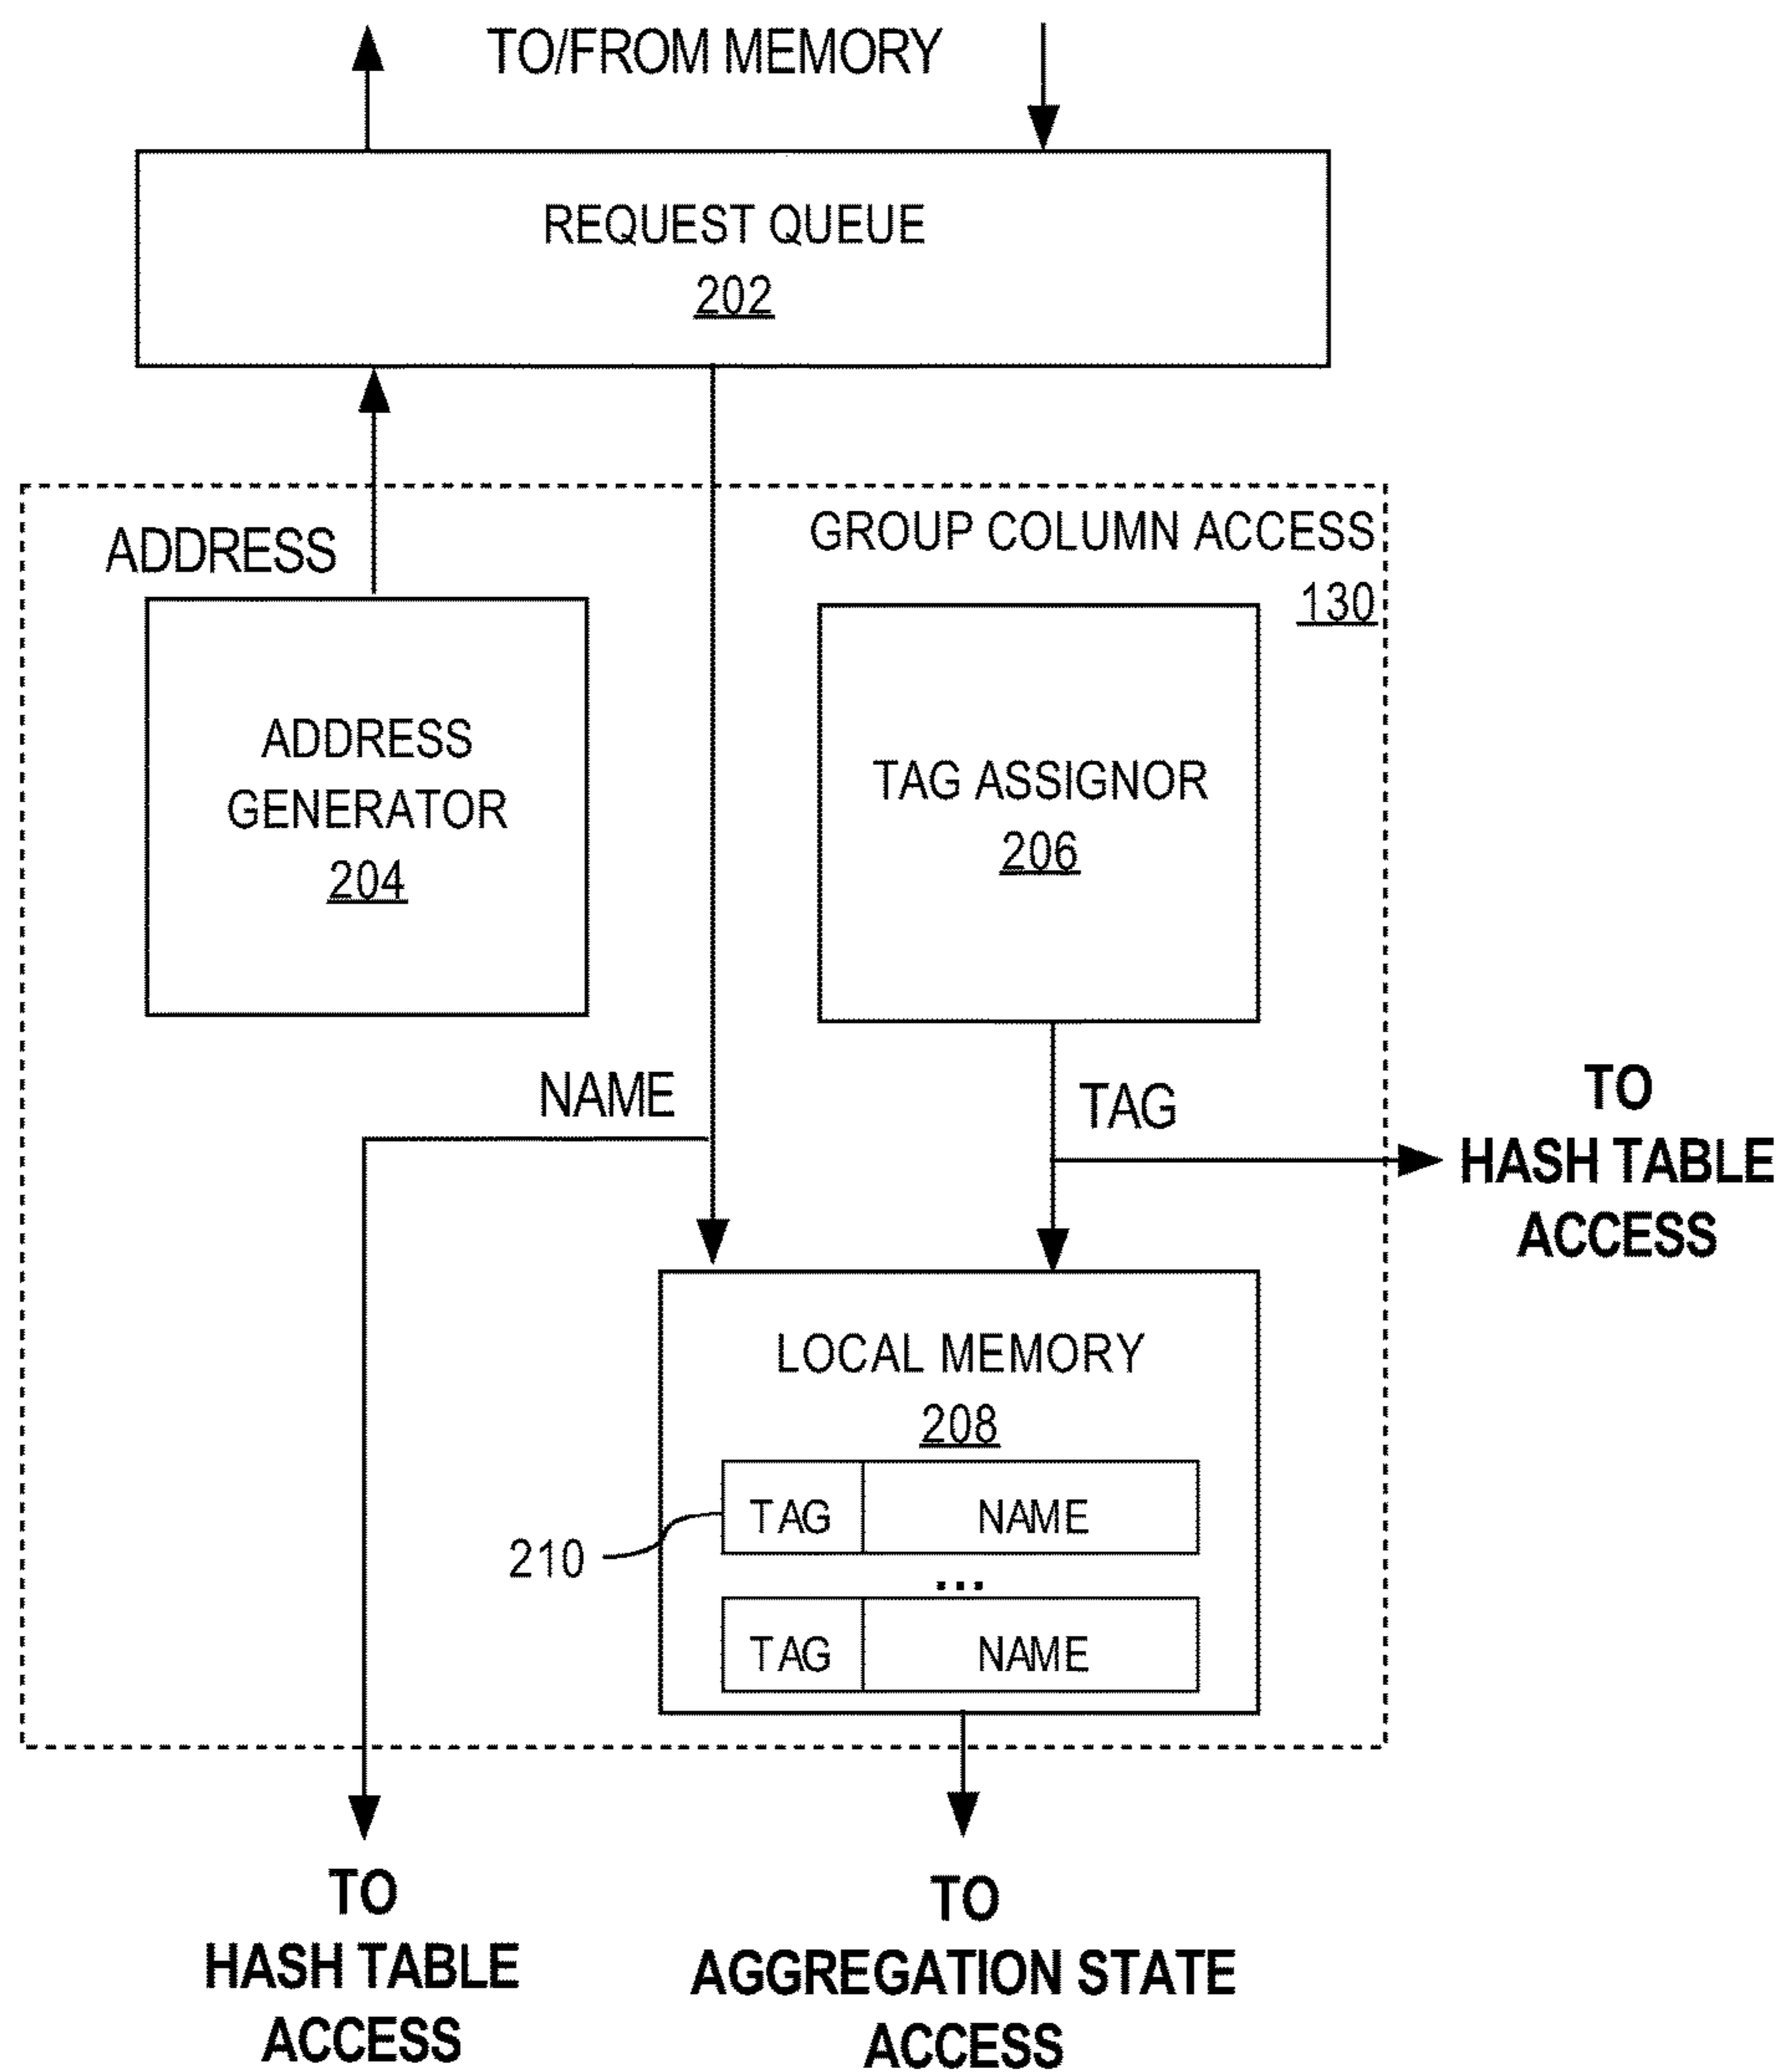 TO/FROM MEMORY
REQUEST QUEUE
202
GROUP COLUMN ACCESS
130
ADDRESS
ADDRESS
GENERATOR
204
TAG ASSIGNOR
206
NAME
TAG
TO
HASH TABLE
ACCESS
LOCAL MEMORY
208
TAG NAME
210
...
TAG NAME
TO
HASH TABLE
ACCESS
TO
AGGREGATION STATE
ACCESS